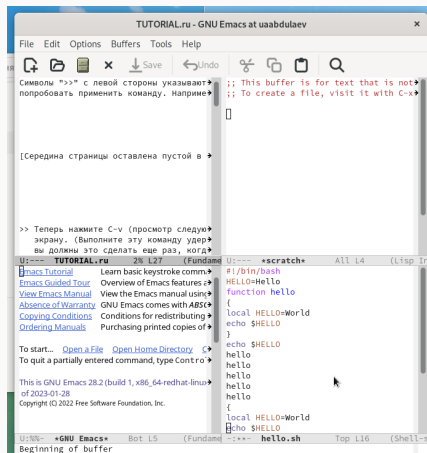 TUTORIAL.ru - GNU Emacs at uaabdulaev
File Edit Options Buffers Tools Help
Save Undo
Символы ">>" с левой стороны указывают
попробовать применить команду. Наприме
[Середина страницы оставлена пустой в
>> Теперь нажмите C-v (просмотр следую
экрану. (Выполните эту команду удер
вы должны это сделать еще раз, когд
U:--- TUTORIAL.ru 2% L27 (Fundame
;; This buffer is for text that is not
;; To create a file, visit it with C-x
U:--- *scratch* All L4 (Lisp In
Emacs Tutorial Learn basic keystroke comm
Emacs Guided Tour Overview of Emacs features
View Emacs Manual View the Emacs manual using
Absence of Warranty GNU Emacs comes with ABSO
Copying Conditions Conditions for redistributing
Ordering Manuals Purchasing printed copies of
To start... Open a File Open Home Directory C
To quit a partially entered command, type Contro
This is GNU Emacs 28.2 (build 1, x86_64-redhat-linux
of 2023-01-28
Copyright (C) 2022 Free Software Foundation, Inc.
U:%%- *GNU Emacs* Bot L5 (Fundame
#!/bin/bash
HELLO=Hello
function hello
{
local HELLO=World
echo $HELLO
}
echo $HELLO
hello
hello
hello
hello
hello
{
local HELLO=World
echo $HELLO
-:**- hello.sh Top L16 (Shell-s
Beginning of buffer